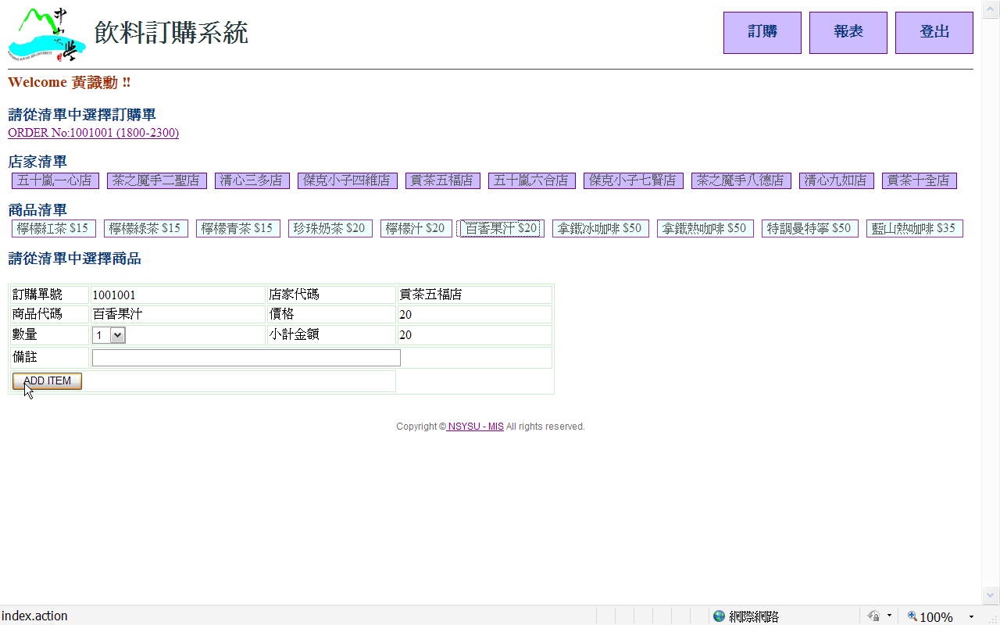 飲料訂購系統
訂購 報表 登出
Welcome 黃識勳 !!
請從清單中選擇訂購單
ORDER No:1001001 (1800-2300)
店家清單
五十嵐一心店 茶之魔手二聖店 清心三多店 傑克小子四維店 貢茶五福店 五十嵐六合店 傑克小子七賢店 茶之魔手八德店 清心九如店 貢茶十全店
商品清單
檸檬紅茶 $15 檸檬綠茶 $15 檸檬青茶 $15 珍珠奶茶 $20 檸檬汁 $20 百香果汁 $20 拿鐵冰咖啡 $50 拿鐵熱咖啡 $50 特調曼特寧 $50 藍山熱咖啡 $35
請從清單中選擇商品
訂購單號 1001001 店家代碼 貢茶五福店
商品代碼 百香果汁 價格 20
數量 1 小計金額 20
備註
ADD ITEM
Copyright © NSYSU - MIS All rights reserved.
index.action 網際網路 100%